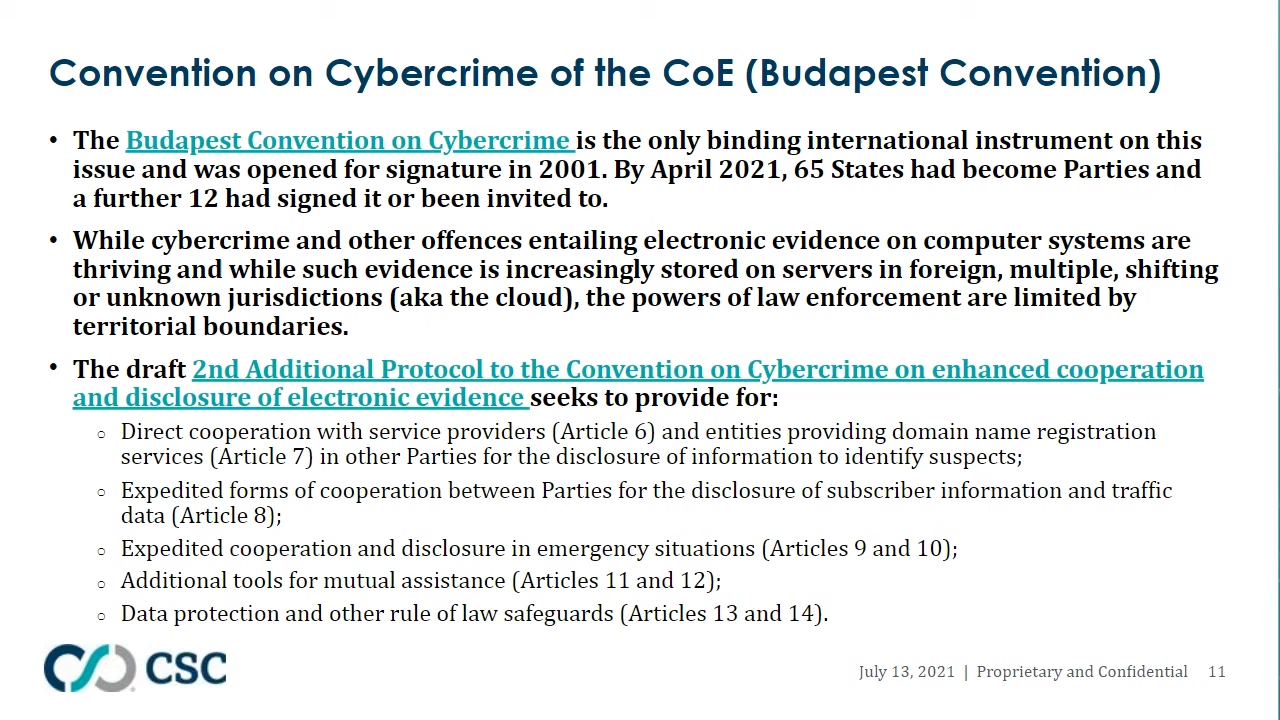 Convention on Cybercrime of the CoE (Budapest Convention)
• The Budapest Convention on Cybercrime is the only binding international instrument on this
issue and was opened for signature in 2001. By April 2021, 65 States had become Parties and
a further 12 had signed it or been invited to.
• While cybercrime and other offences entailing electronic evidence on computer systems are
thriving and while such evidence is increasingly stored on servers in foreign, multiple, shifting
or unknown jurisdictions (aka the cloud), the powers of law enforcement are limited by
territorial boundaries.
• The draft 2nd Additional Protocol to the Convention on Cybercrime on enhanced cooperation
and disclosure of electronic evidence seeks to provide for:
○ Direct cooperation with service providers (Article 6) and entities providing domain name registration
services (Article 7) in other Parties for the disclosure of information to identify suspects;
○ Expedited forms of cooperation between Parties for the disclosure of subscriber information and traffic
data (Article 8);
○ Expedited cooperation and disclosure in emergency situations (Articles 9 and 10);
○ Additional tools for mutual assistance (Articles 11 and 12);
○ Data protection and other rule of law safeguards (Articles 13 and 14).
CSC
July 13, 2021 | Proprietary and Confidential 11